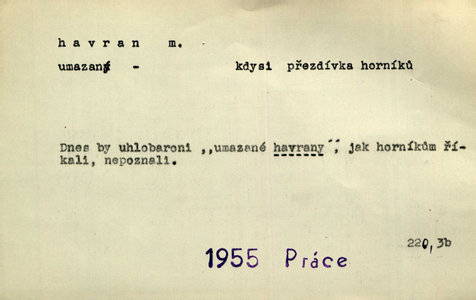 havran m.
umazaný - kdysi přezdívka horníků
Dnes by uhlobaroni ,,umazané havrany", jak horníkům ří-
kali, nepoznali.
220,3b
1955 Práce